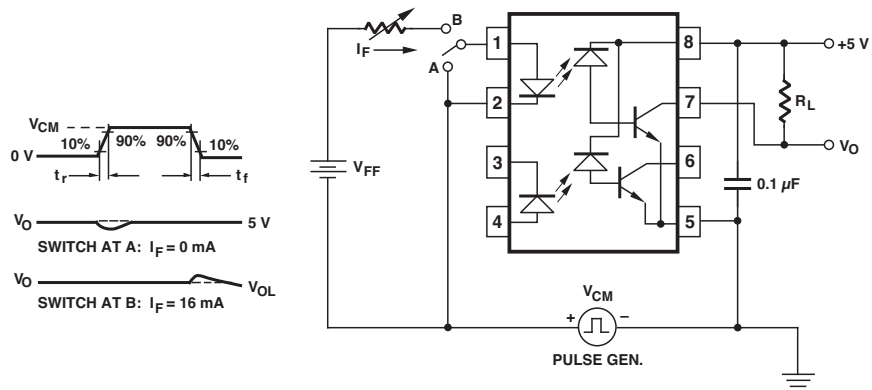 B
I_F
A
1
2
3
4
8
7
6
5
+5 V
R_L
V_O
0.1 µF
V_FF
V_CM
+ –
PULSE GEN.
V_CM
10% 90% 90% 10%
0 V
t_r t_f
V_O 5 V
SWITCH AT A: I_F = 0 mA
V_O V_OL
SWITCH AT B: I_F = 16 mA